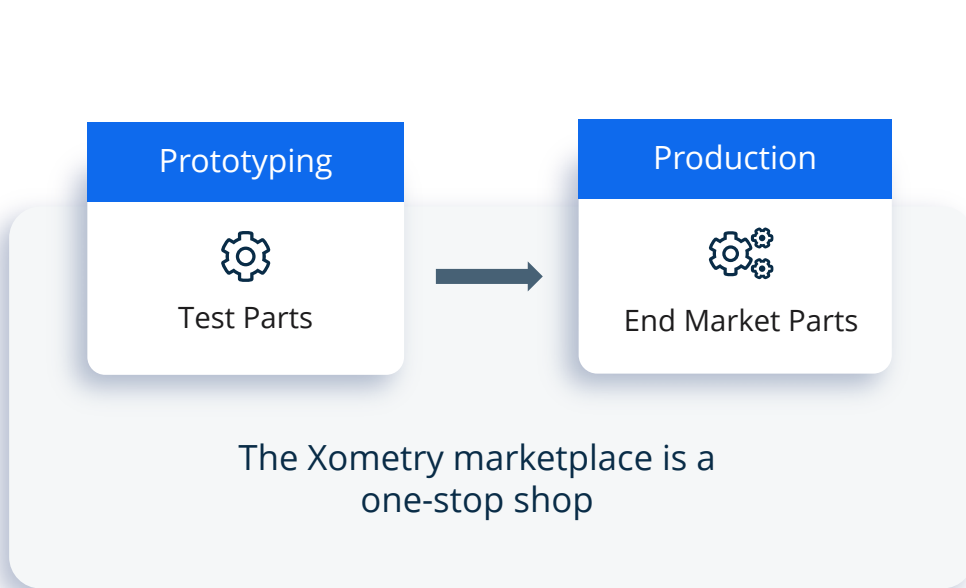 Prototyping
Test Parts
Production
End Market Parts
The Xometry marketplace is a
one-stop shop